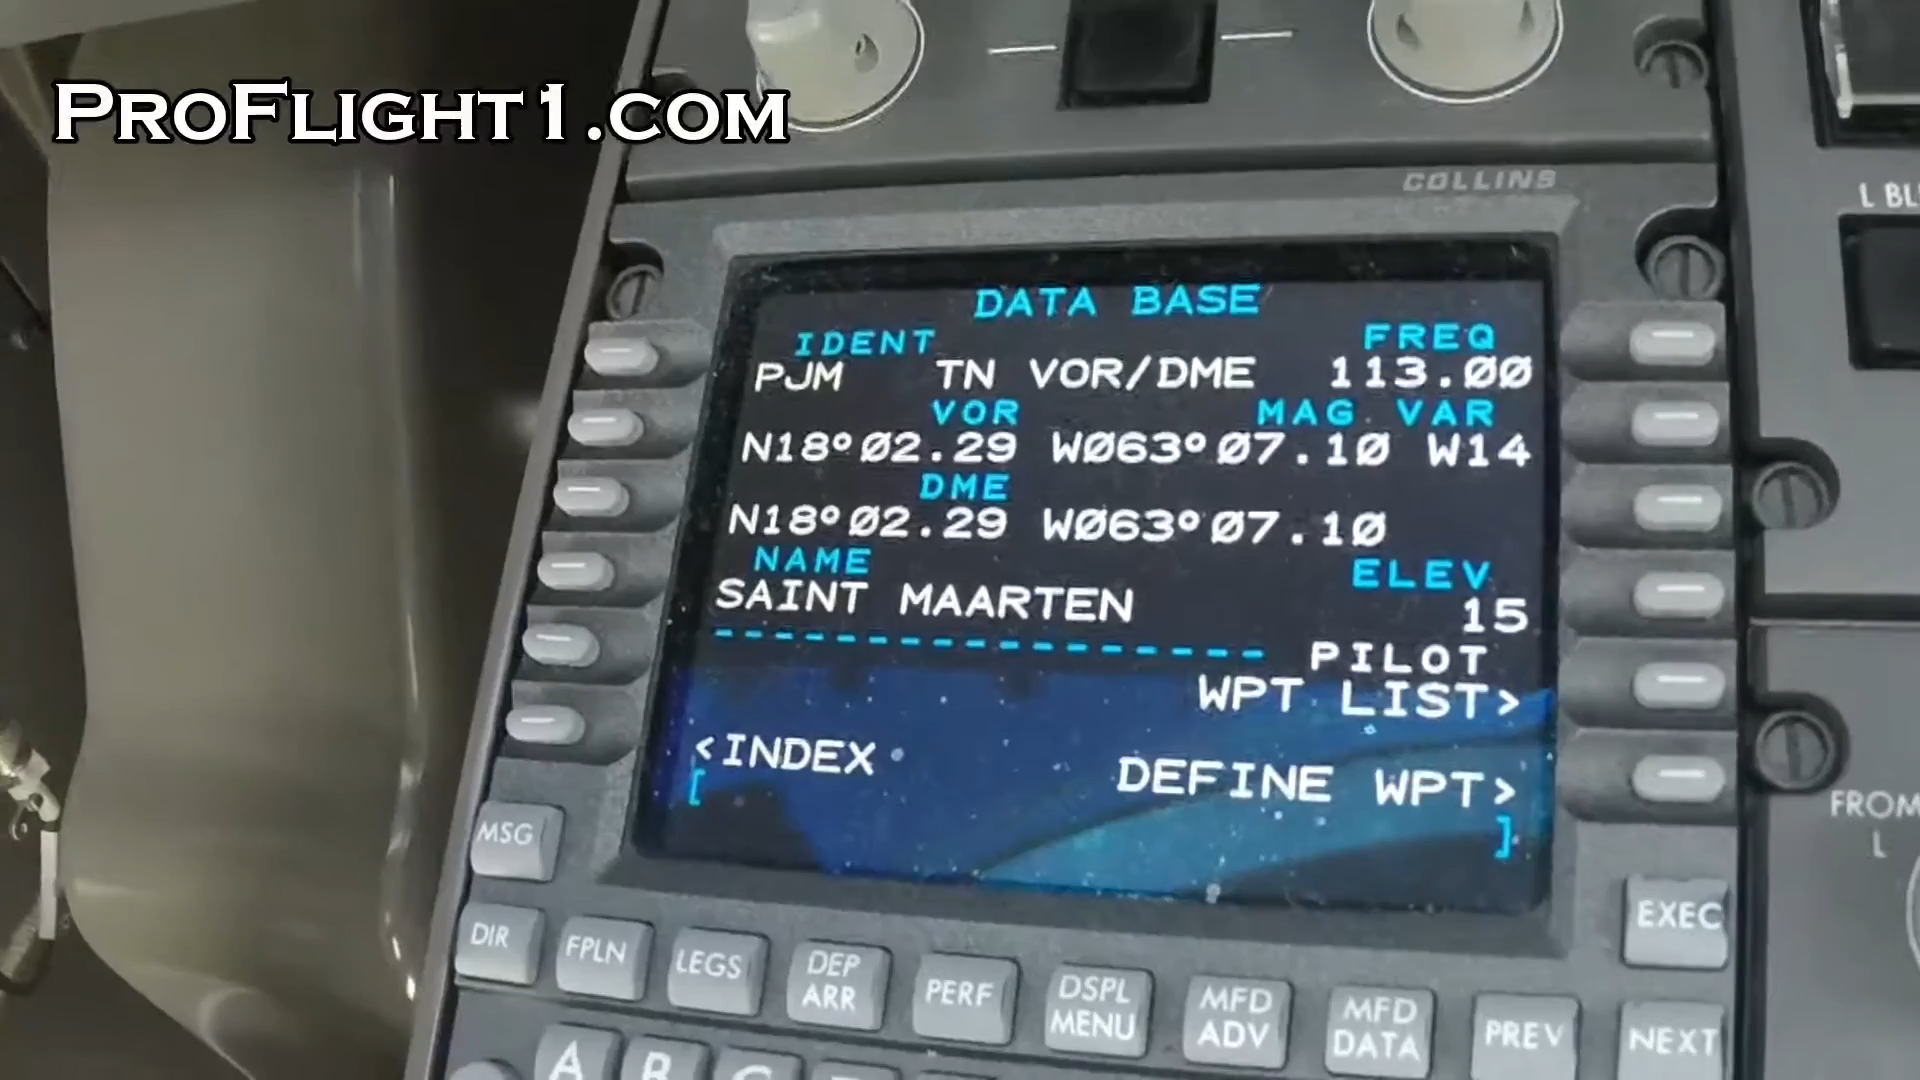 PROFLIGHT1.COM
COLLINS
L BL
DATA BASE
IDENT FREQ
PJM TN VOR/DME 113.00
VOR MAG VAR
N18°02.29 W063°07.10 W14
DME
N18°02.29 W063°07.10
NAME ELEV
SAINT MAARTEN 15
----------------- PILOT
WPT LIST>
<INDEX DEFINE WPT>
[ ]
FROM
L
MSG
EXEC
DIR FPLN LEGS DEP ARR PERF DSPL MENU MFD ADV MFD DATA PREV NEXT
A B C